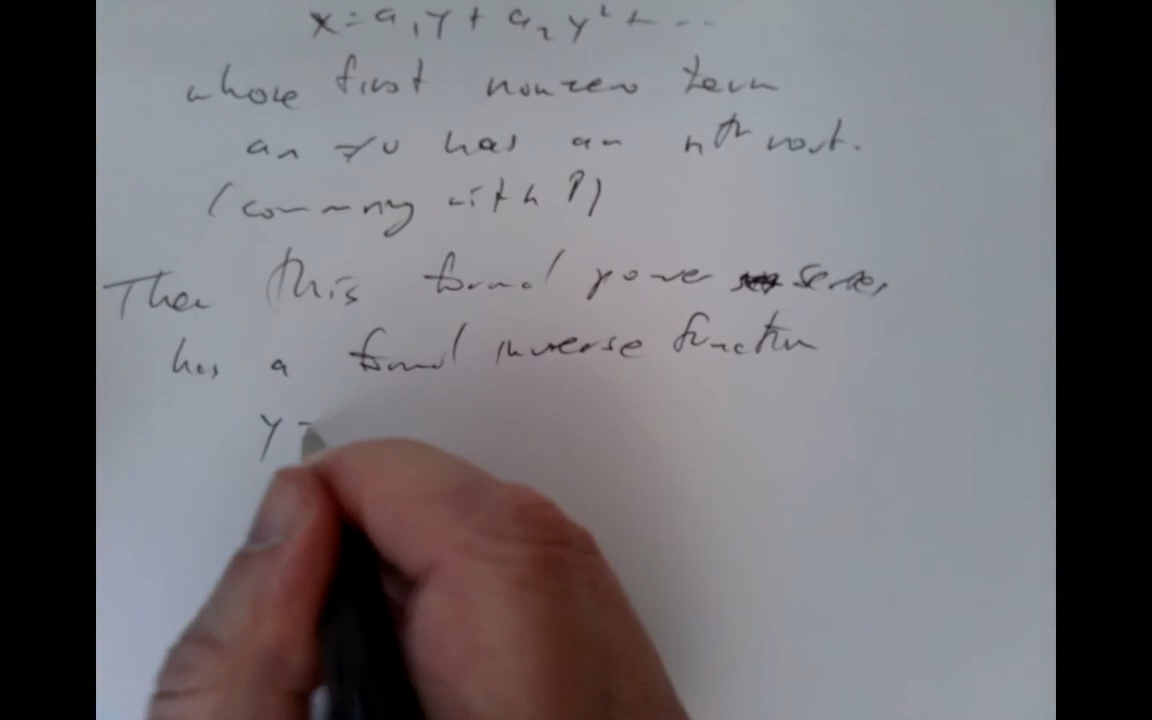 x = a₁y + a₂y² + ...
whose first nonzero term
aₙ ≠ 0 has an nᵗʰ root.
( with P)
Then this formal power series
has a formal inverse function
y =